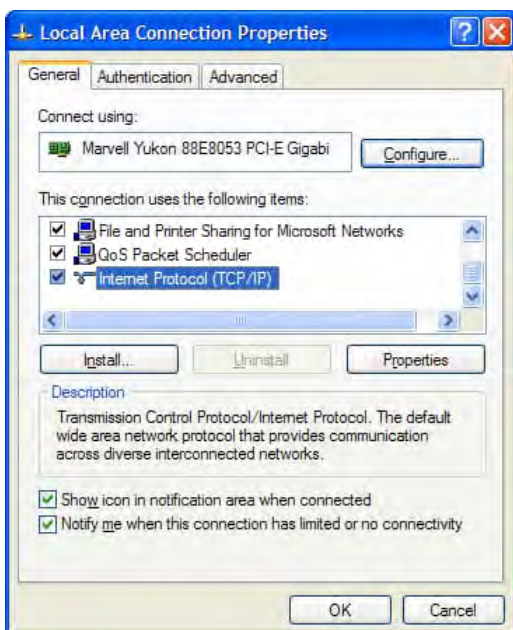 Local Area Connection Properties
General Authentication Advanced
Connect using:
Marvell Yukon 88E8053 PCI-E Gigabi Configure...
This connection uses the following items:
File and Printer Sharing for Microsoft Networks
QoS Packet Scheduler
Internet Protocol (TCP/IP)
Install... Uninstall Properties
Description
Transmission Control Protocol/Internet Protocol. The default
wide area network protocol that provides communication
across diverse interconnected networks.
Show icon in notification area when connected
Notify me when this connection has limited or no connectivity
OK Cancel